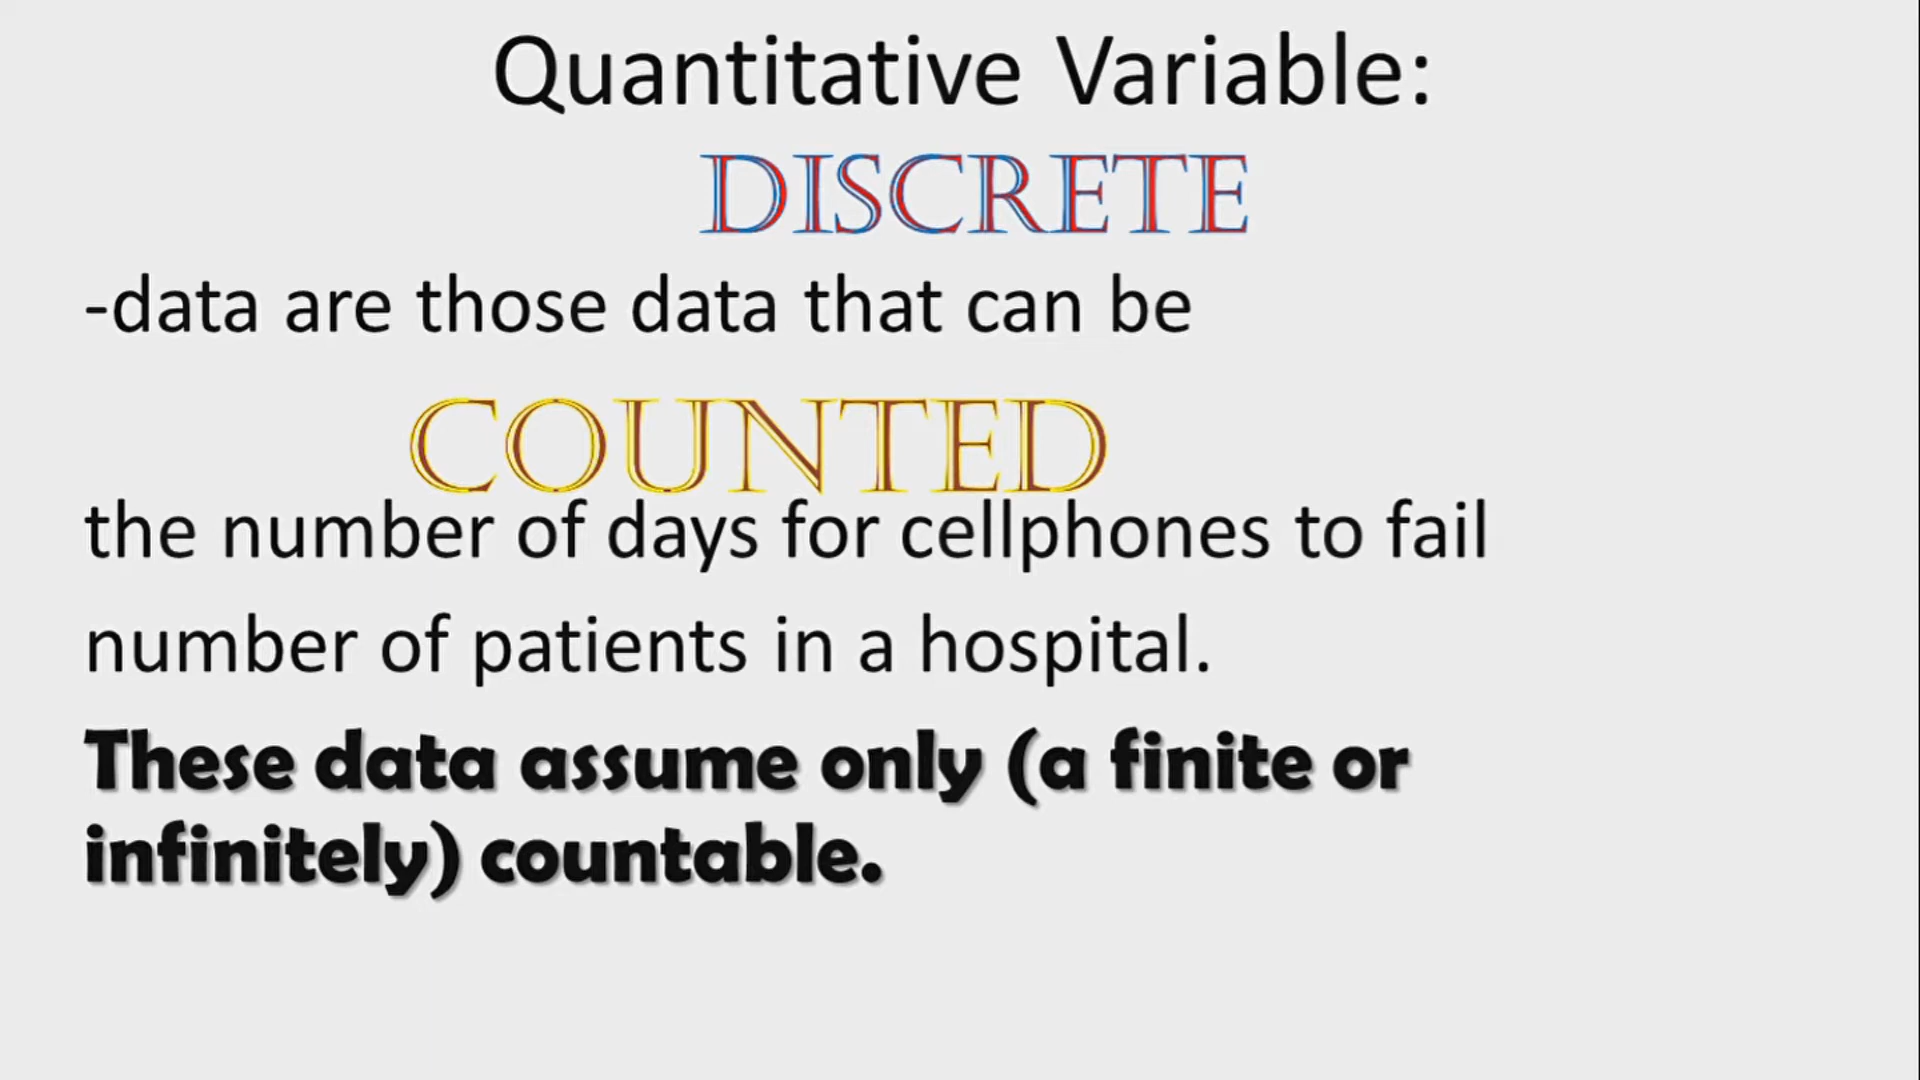 Quantitative Variable:
DISCRETE
-data are those data that can be
COUNTED
the number of days for cellphones to fail
number of patients in a hospital.
These data assume only (a finite or
infinitely) countable.